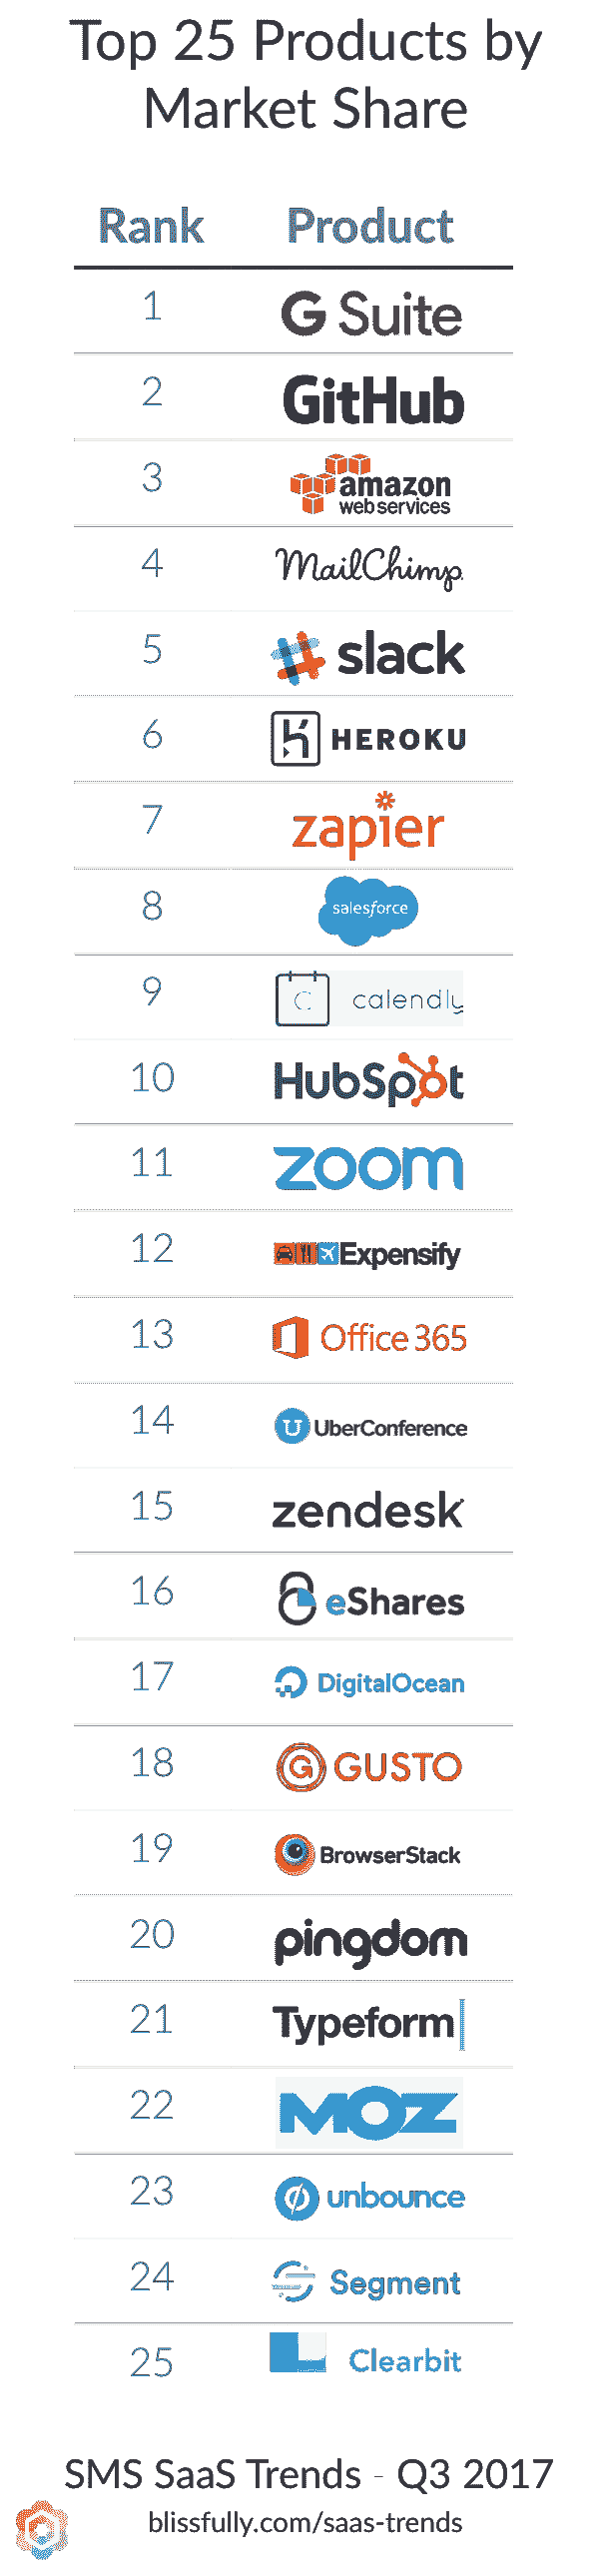 Top 25 Products by
Market Share
Rank Product
1 G Suite
2 GitHub
3 amazon
web services
4 MailChimp
5 slack
6 HEROKU
7 zapier
8 salesforce
9 C calendly
10 HubSpot
11 zoom
12 Expensify
13 Office 365
14 U UberConference
15 zendesk
16 eShares
17 DigitalOcean
18 G GUSTO
19 BrowserStack
20 pingdom
21 Typeform
22 MOZ
23 unbounce
24 Segment
25 Clearbit
SMS SaaS Trends - Q3 2017
blissfully.com/saas-trends